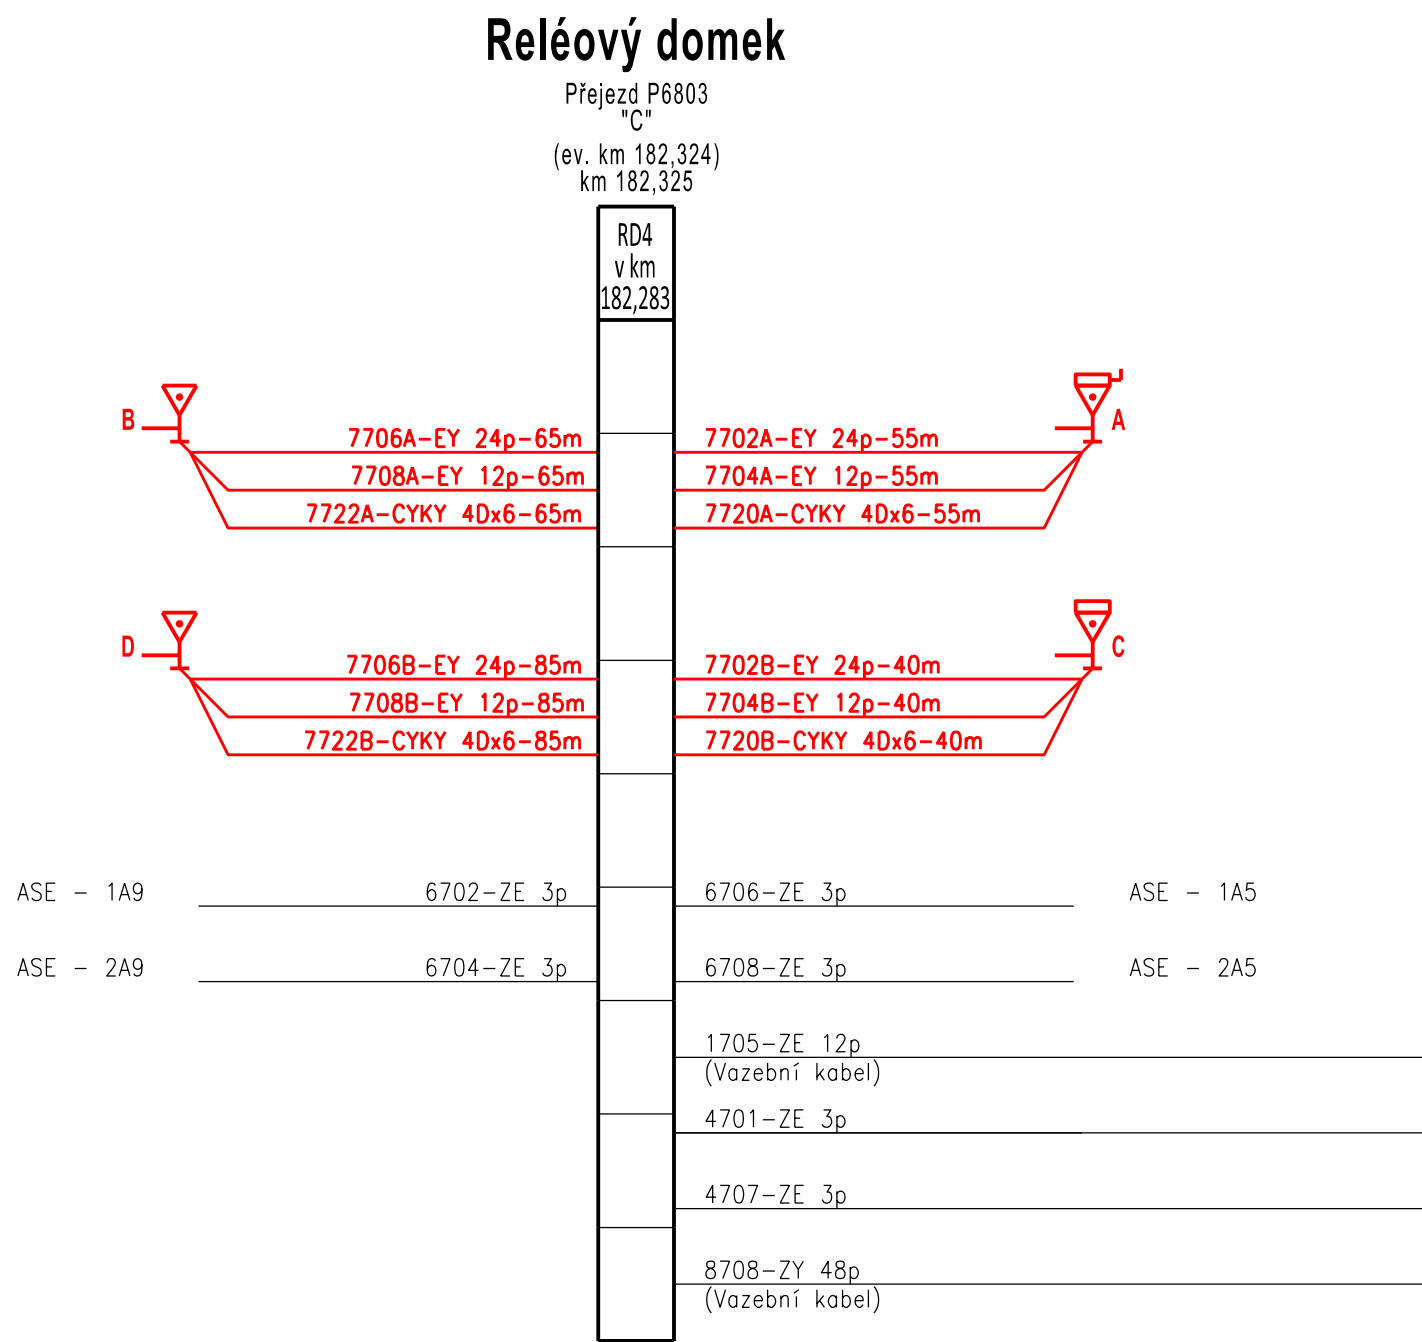 Reléový domek
Přejezd P6803
"C"
(ev. km 182,324)
km 182,325
RD4
v km
182,283
B
7706A-EY 24p-65m
7702A-EY 24p-55m
A
7708A-EY 12p-65m
7704A-EY 12p-55m
7722A-CYKY 4Dx6-65m
7720A-CYKY 4Dx6-55m
D
7706B-EY 24p-85m
7702B-EY 24p-40m
C
7708B-EY 12p-85m
7704B-EY 12p-40m
7722B-CYKY 4Dx6-85m
7720B-CYKY 4Dx6-40m
ASE - 1A9
6702-ZE 3p
6706-ZE 3p
ASE - 1A5
ASE - 2A9
6704-ZE 3p
6708-ZE 3p
ASE - 2A5
1705-ZE 12p
(Vazební kabel)
4701-ZE 3p
4707-ZE 3p
8708-ZY 48p
(Vazební kabel)